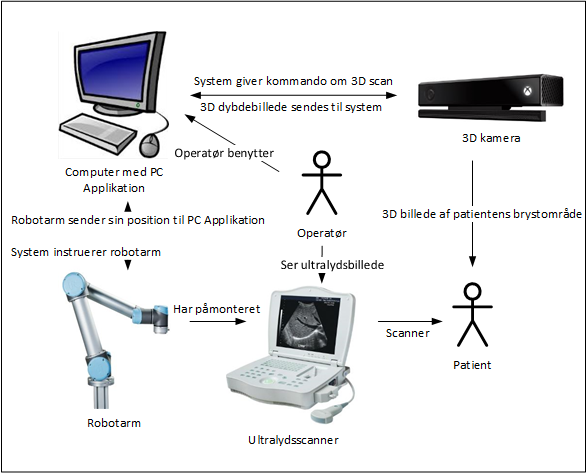 System giver kommando om 3D scan
3D dybdebillede sendes til system
3D kamera
Operatør benytter
Computer med PC
Applikation
Robotarm sender sin position til PC Applikation
3D billede af patientens brystområde
Operatør
System instruerer robotarm
Ser ultralydsbillede
Har påmonteret
Scanner
Patient
Robotarm
Ultralydsscanner